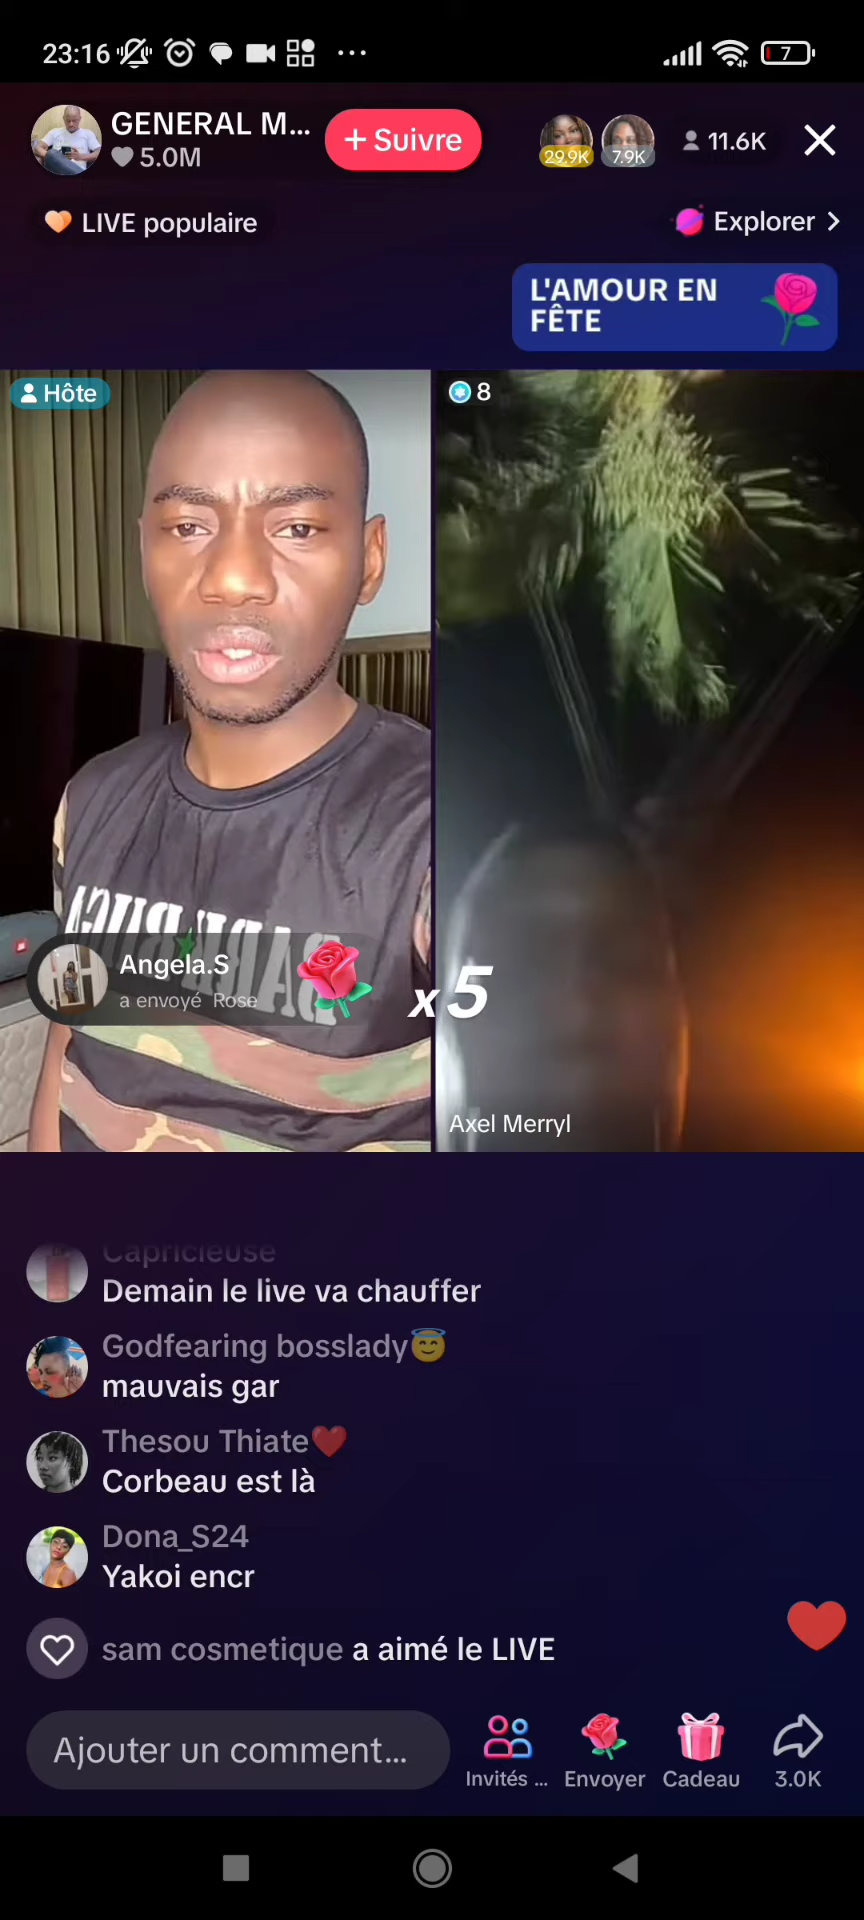 23:16
7
GENERAL M...
5.0M
+ Suivre
29.9K
7.9K
11.6K
LIVE populaire
Explorer >
L'AMOUR EN
FÊTE
Hôte
8
Angela.S
a envoyé Rose
x5
Axel Merryl
Capricieuse
Demain le live va chauffer
Godfearing bosslady😇
mauvais gar
Thesou Thiate❤️
Corbeau est là
Dona_S24
Yakoi encr
sam cosmetique a aimé le LIVE
Ajouter un comment...
Invités ...
Envoyer
Cadeau
3.0K